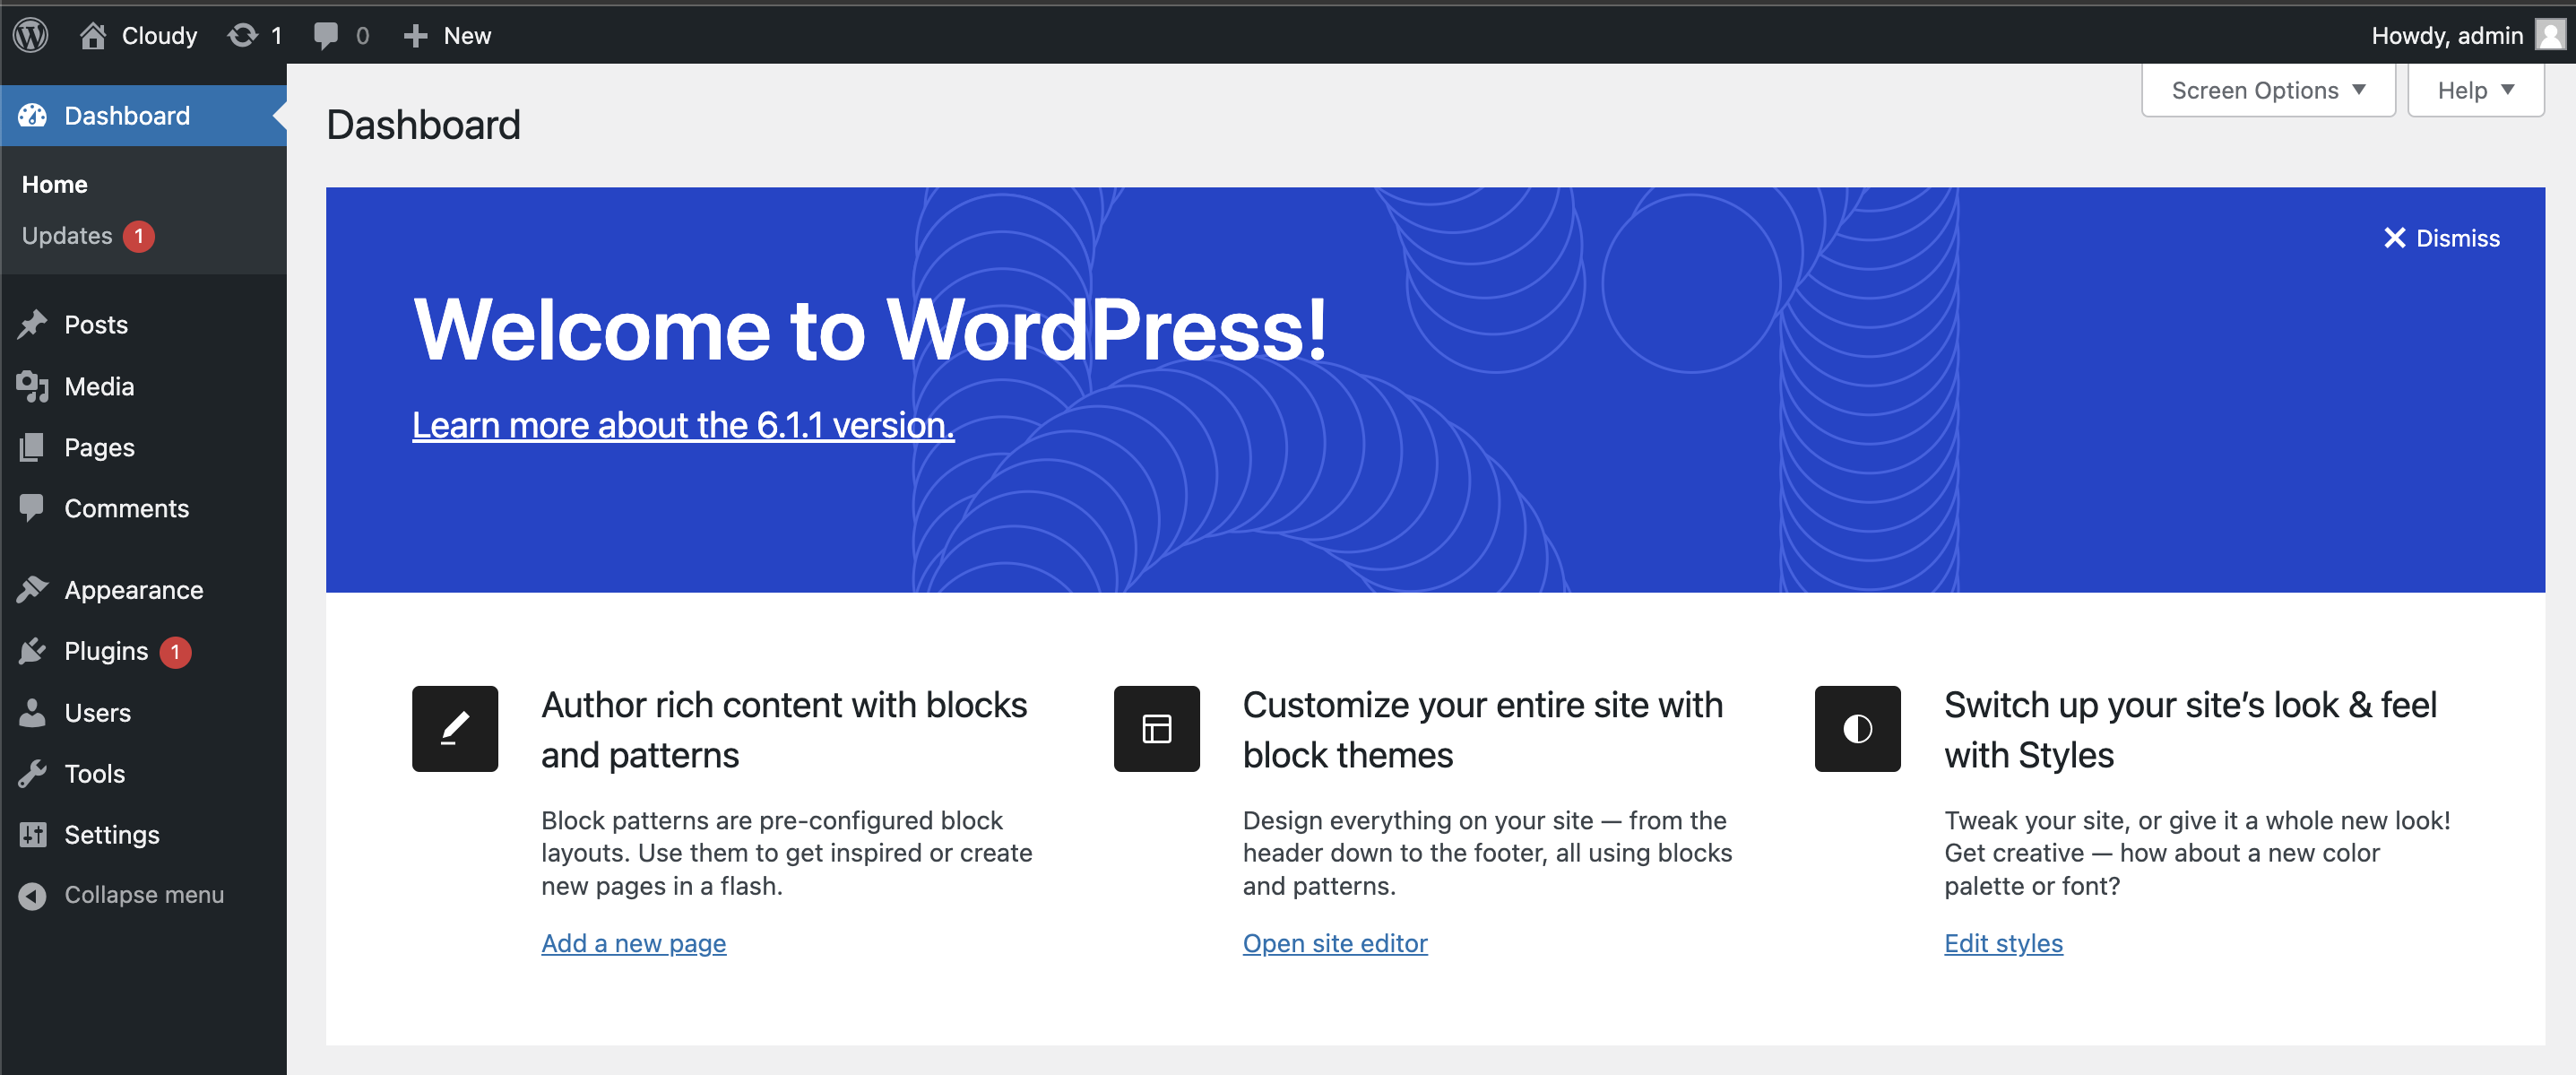 Cloudy 1 0 New Howdy, admin
Dashboard
Home
Updates 1
Posts
Media
Pages
Comments
Appearance
Plugins 1
Users
Tools
Settings
Collapse menu
Screen Options Help
Dashboard
Dismiss
Welcome to WordPress!
Learn more about the 6.1.1 version.
Author rich content with blocks
and patterns
Block patterns are pre-configured block
layouts. Use them to get inspired or create
new pages in a flash.
Add a new page
Customize your entire site with
block themes
Design everything on your site — from the
header down to the footer, all using blocks
and patterns.
Open site editor
Switch up your site’s look & feel
with Styles
Tweak your site, or give it a whole new look!
Get creative — how about a new color
palette or font?
Edit styles